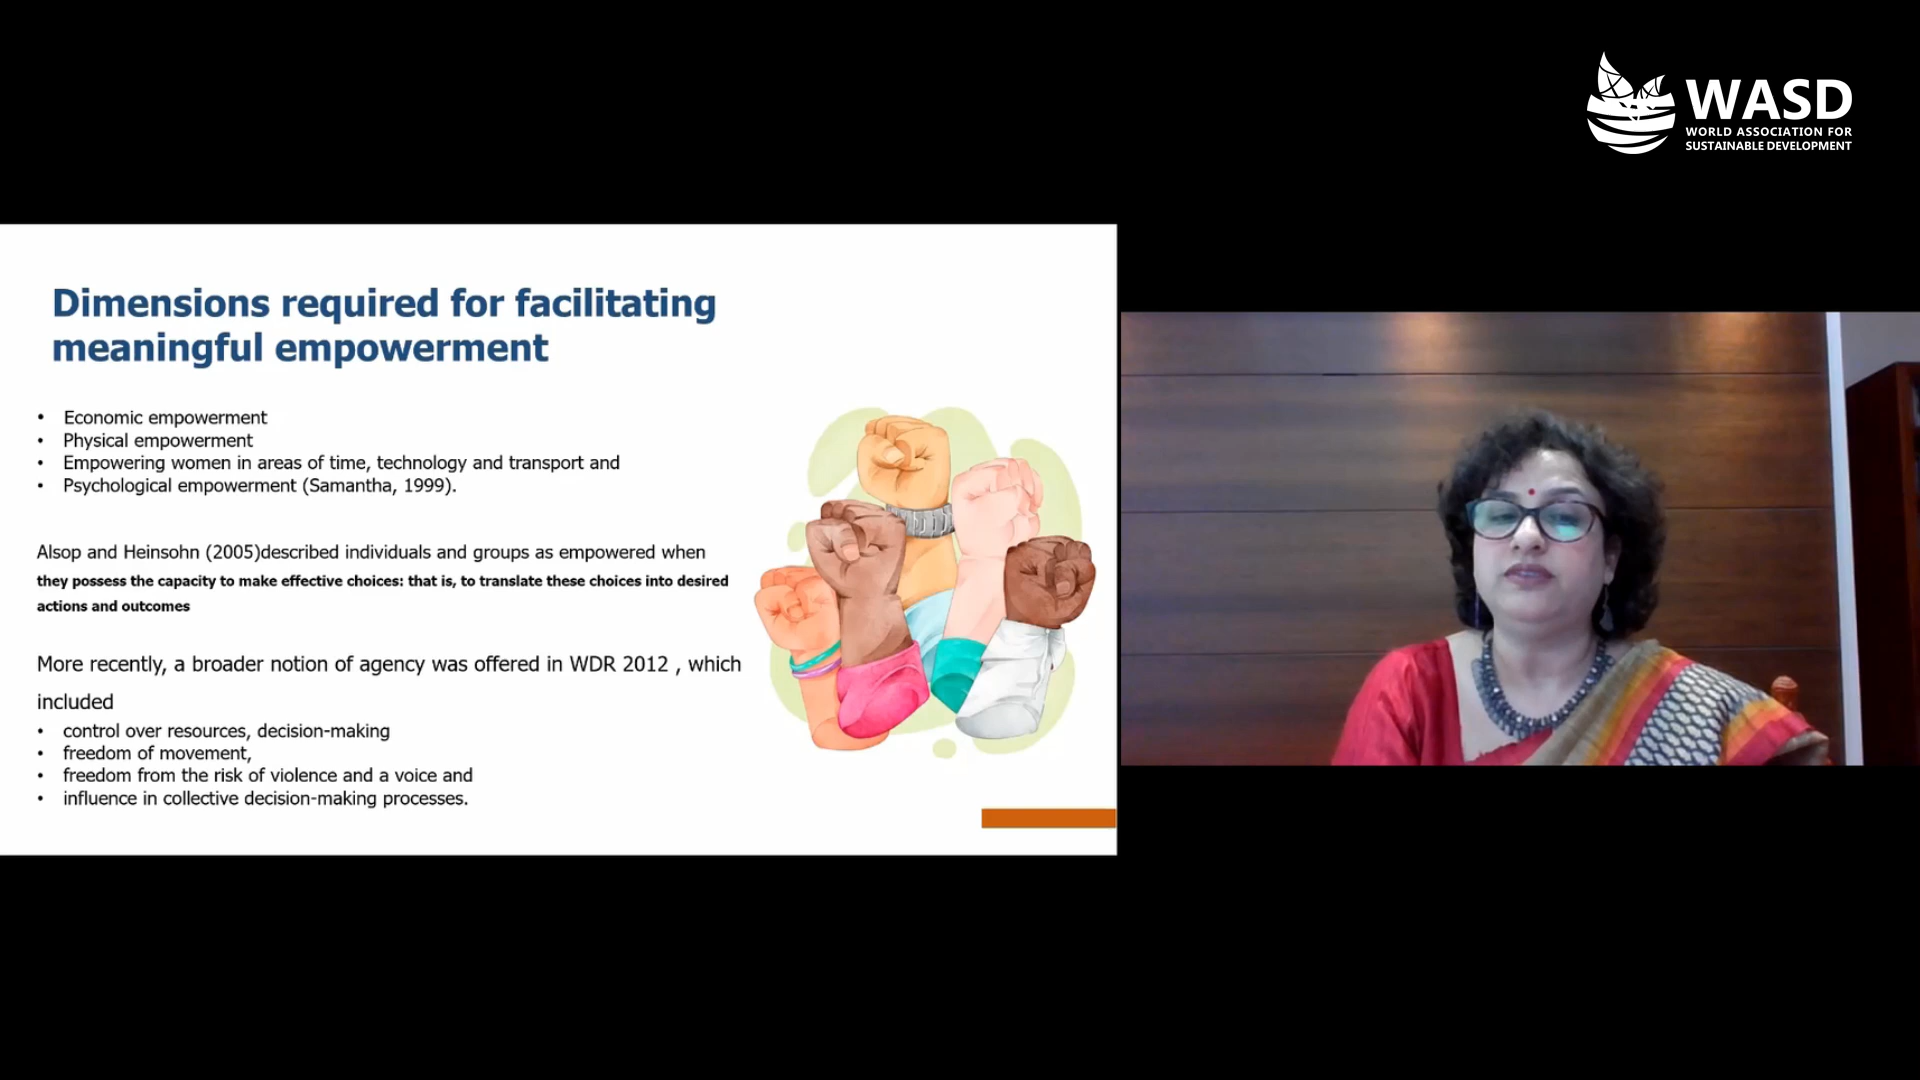 WASD
WORLD ASSOCIATION FOR
SUSTAINABLE DEVELOPMENT
Dimensions required for facilitating
meaningful empowerment
• Economic empowerment
• Physical empowerment
• Empowering women in areas of time, technology and transport and
• Psychological empowerment (Samantha, 1999).
Alsop and Heinsohn (2005)described individuals and groups as empowered when
they possess the capacity to make effective choices: that is, to translate these choices into desired
actions and outcomes
More recently, a broader notion of agency was offered in WDR 2012 , which
included
• control over resources, decision-making
• freedom of movement,
• freedom from the risk of violence and a voice and
• influence in collective decision-making processes.